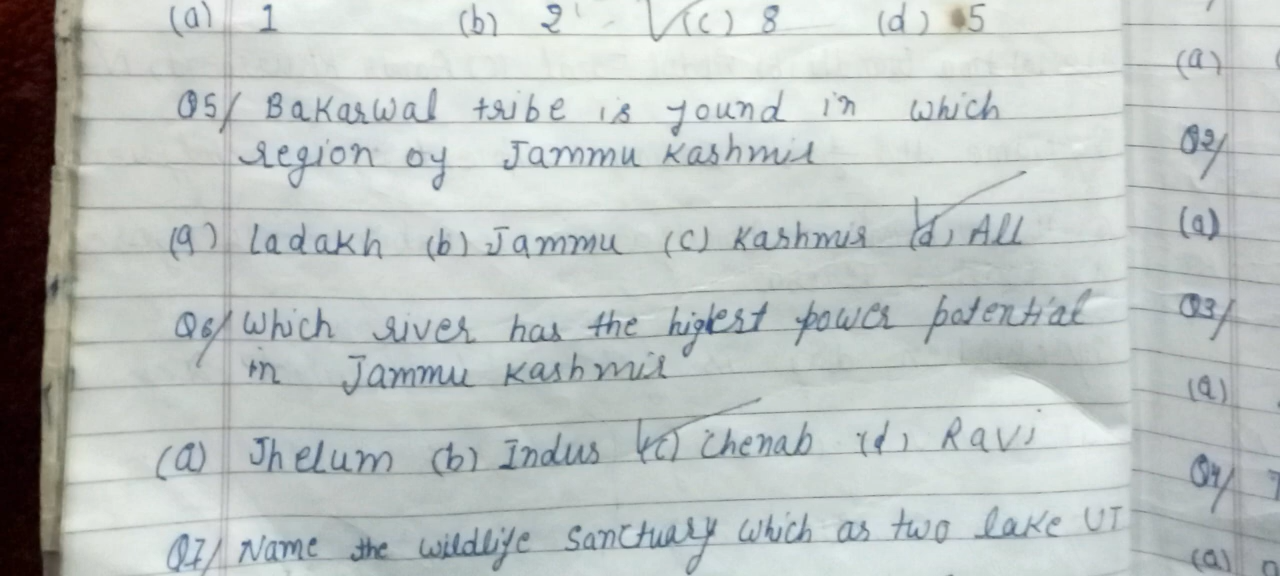 (a) 1 (b) 2 (c) 8 (d) 5
Q5/ Bakarwal tribe is found in which
region of Jammu Kashmir
(a) Ladakh (b) Jammu (c) Kashmir (d) All
Q6/ Which river has the highest power potential
in Jammu Kashmir
(a) Jhelum (b) Indus (c) Chenab (d) Ravi
Q7/ Name the wildlife sanctuary which as two lake UT
(a)
Q2/
(a)
Q3/
(a)
Q4/
(a)